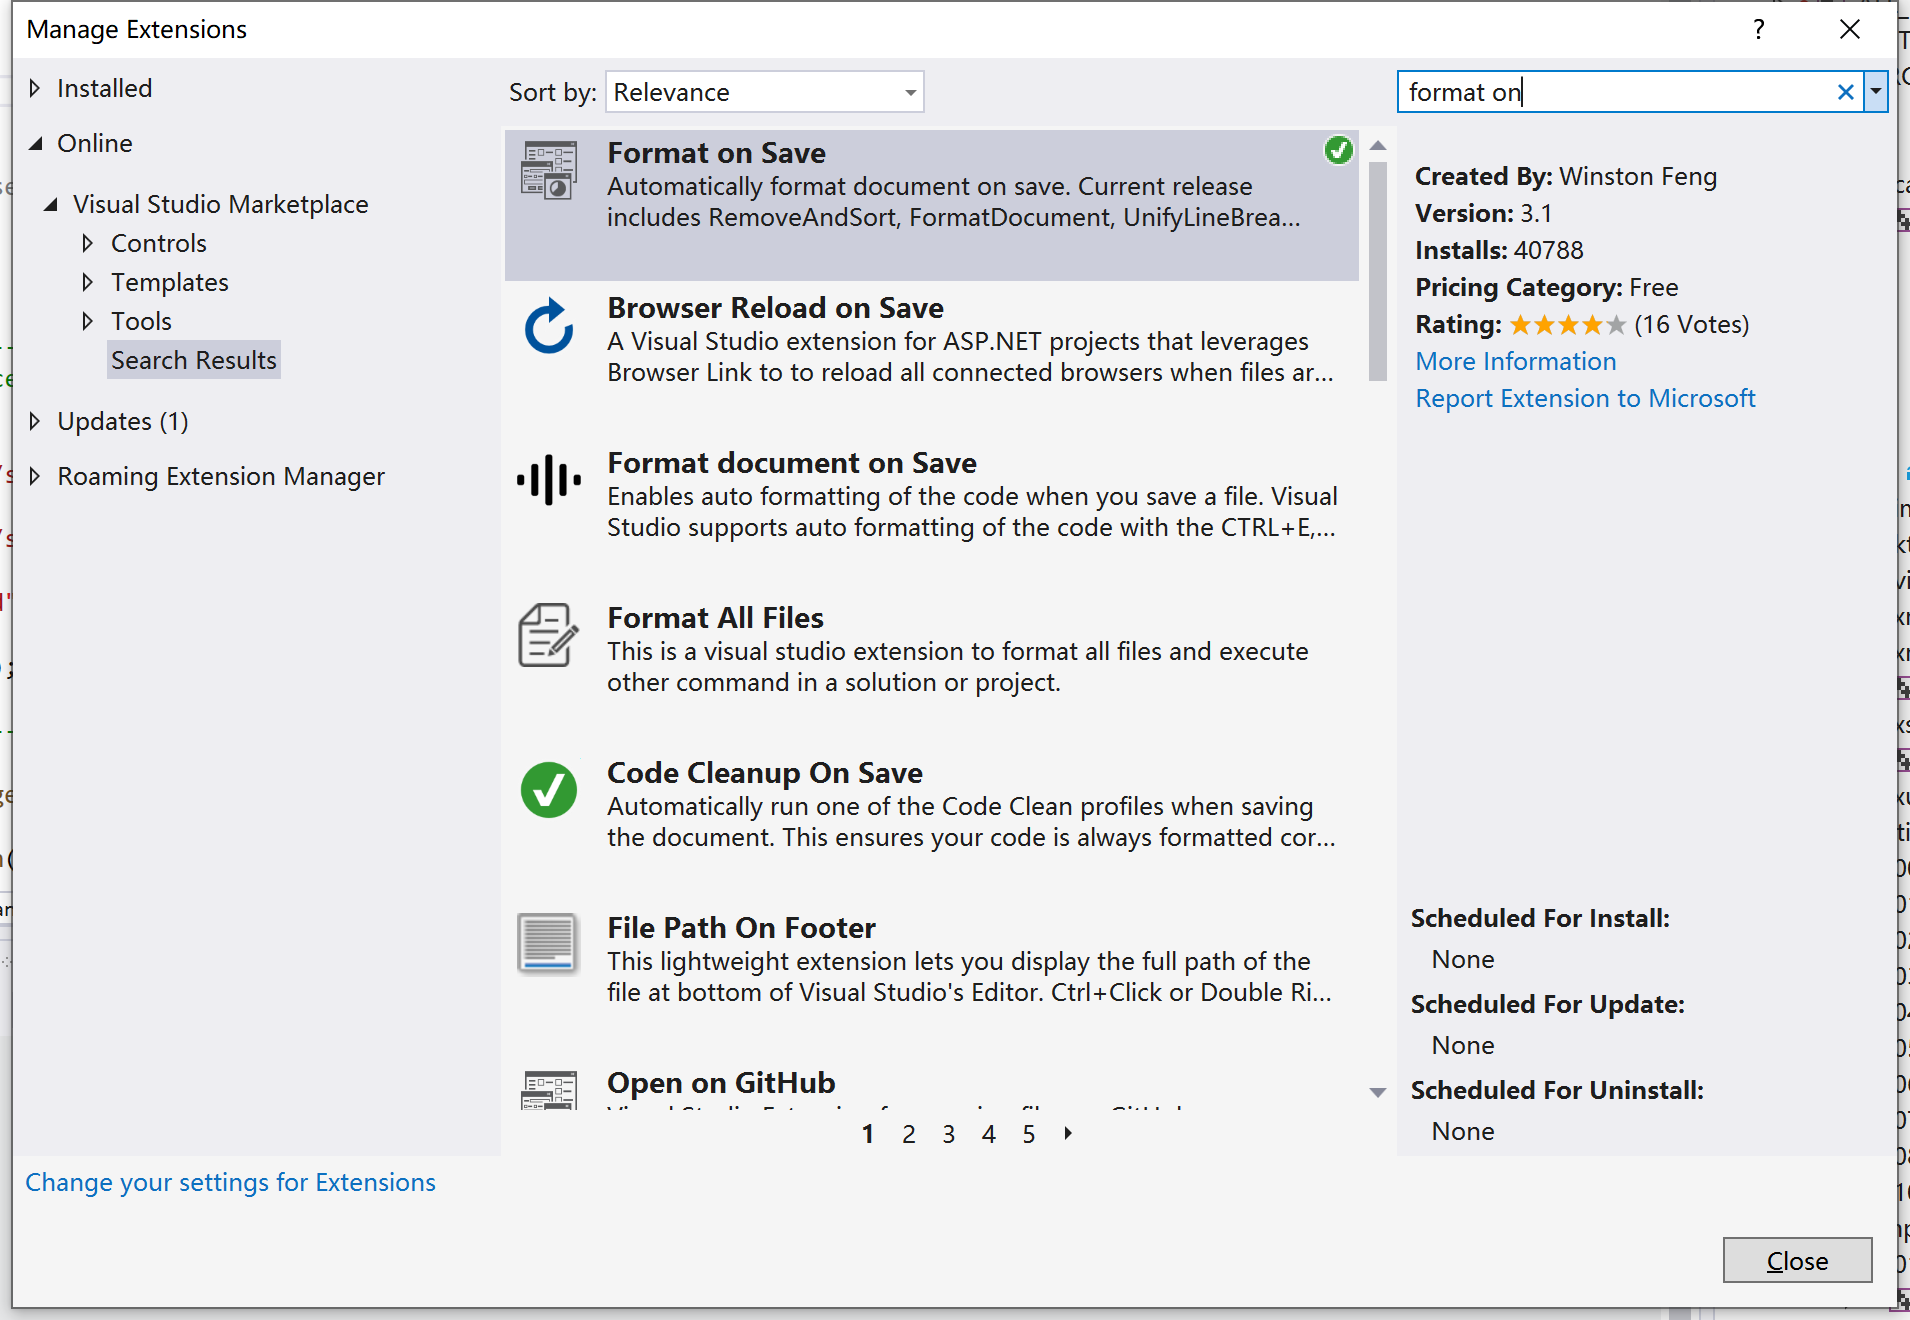 Manage Extensions
?
Installed
Online
Visual Studio Marketplace
Controls
Templates
Tools
Search Results
Updates (1)
Roaming Extension Manager
Sort by: Relevance
format on
Format on Save
Automatically format document on save. Current release
includes RemoveAndSort, FormatDocument, UnifyLineBrea...
Browser Reload on Save
A Visual Studio extension for ASP.NET projects that leverages
Browser Link to to reload all connected browsers when files ar...
Format document on Save
Enables auto formatting of the code when you save a file. Visual
Studio supports auto formatting of the code with the CTRL+E,...
Format All Files
This is a visual studio extension to format all files and execute
other command in a solution or project.
Code Cleanup On Save
Automatically run one of the Code Clean profiles when saving
the document. This ensures your code is always formatted cor...
File Path On Footer
This lightweight extension lets you display the full path of the
file at bottom of Visual Studio's Editor. Ctrl+Click or Double Ri...
Open on GitHub
1 2 3 4 5
Created By: Winston Feng
Version: 3.1
Installs: 40788
Pricing Category: Free
Rating: (16 Votes)
More Information
Report Extension to Microsoft
Scheduled For Install:
None
Scheduled For Update:
None
Scheduled For Uninstall:
None
Change your settings for Extensions
Close